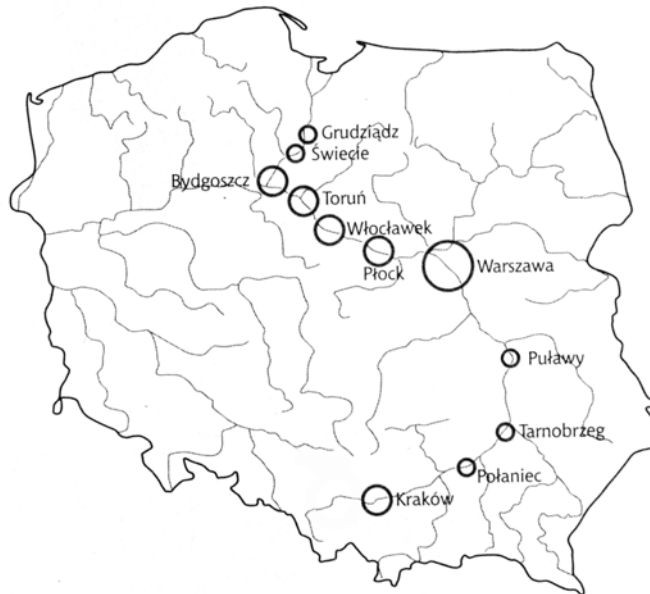 Grudziądz
Świecie
Bydgoszcz
Toruń
Włocławek
Płock
Warszawa
Puławy
Tarnobrzeg
Połaniec
Kraków